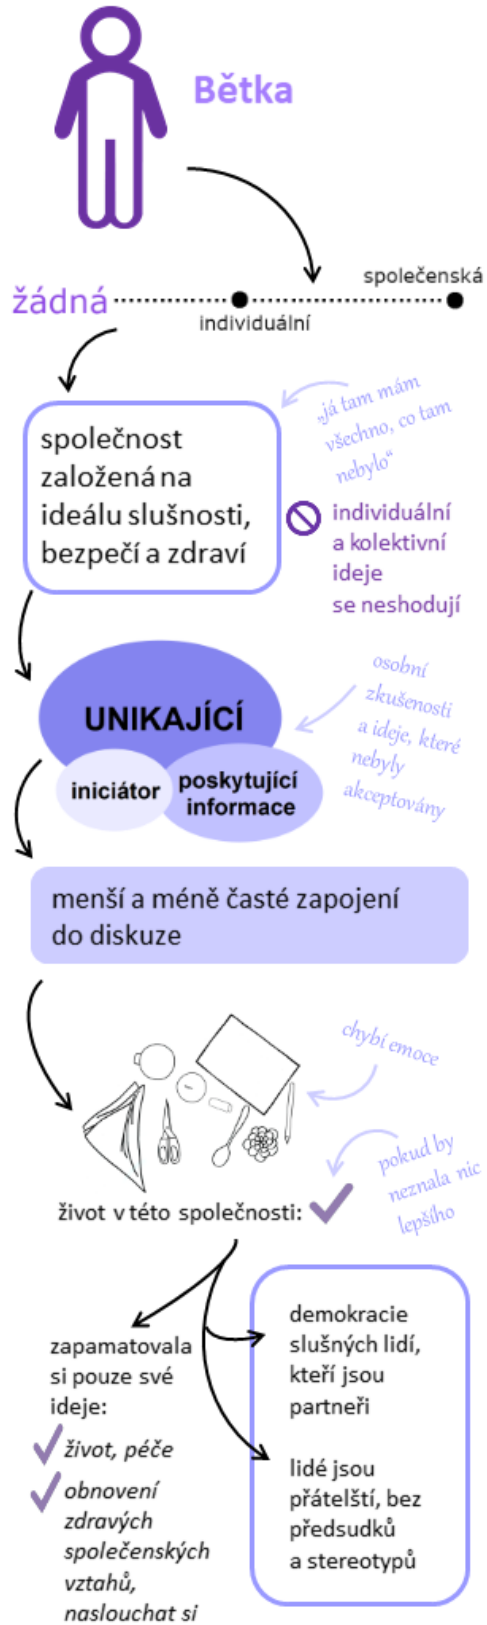 Bětka
společenská
žádná
individuální
„já tam mám
všechno, co tam
nebylo“
společnost
založená na
ideálu slušnosti,
bezpečí a zdraví
individuální
a kolektivní
ideje
se neshodují
osobní
zkušenosti
a ideje, které
nebyly
akceptovány
UNIKAJÍCÍ
iniciátor
poskytující
informace
menší a méně časté zapojení
do diskuze
chybí emoce
pokud by
neznala nic
lepšího
život v této společnosti:
zapamatovala
si pouze své
ideje:
život, péče
obnovení
zdravých
společenských
vztahů,
naslouchat si
demokracie
slušných lidí,
kteří jsou
partneři
lidé jsou
přátelští, bez
předsudků
a stereotypů